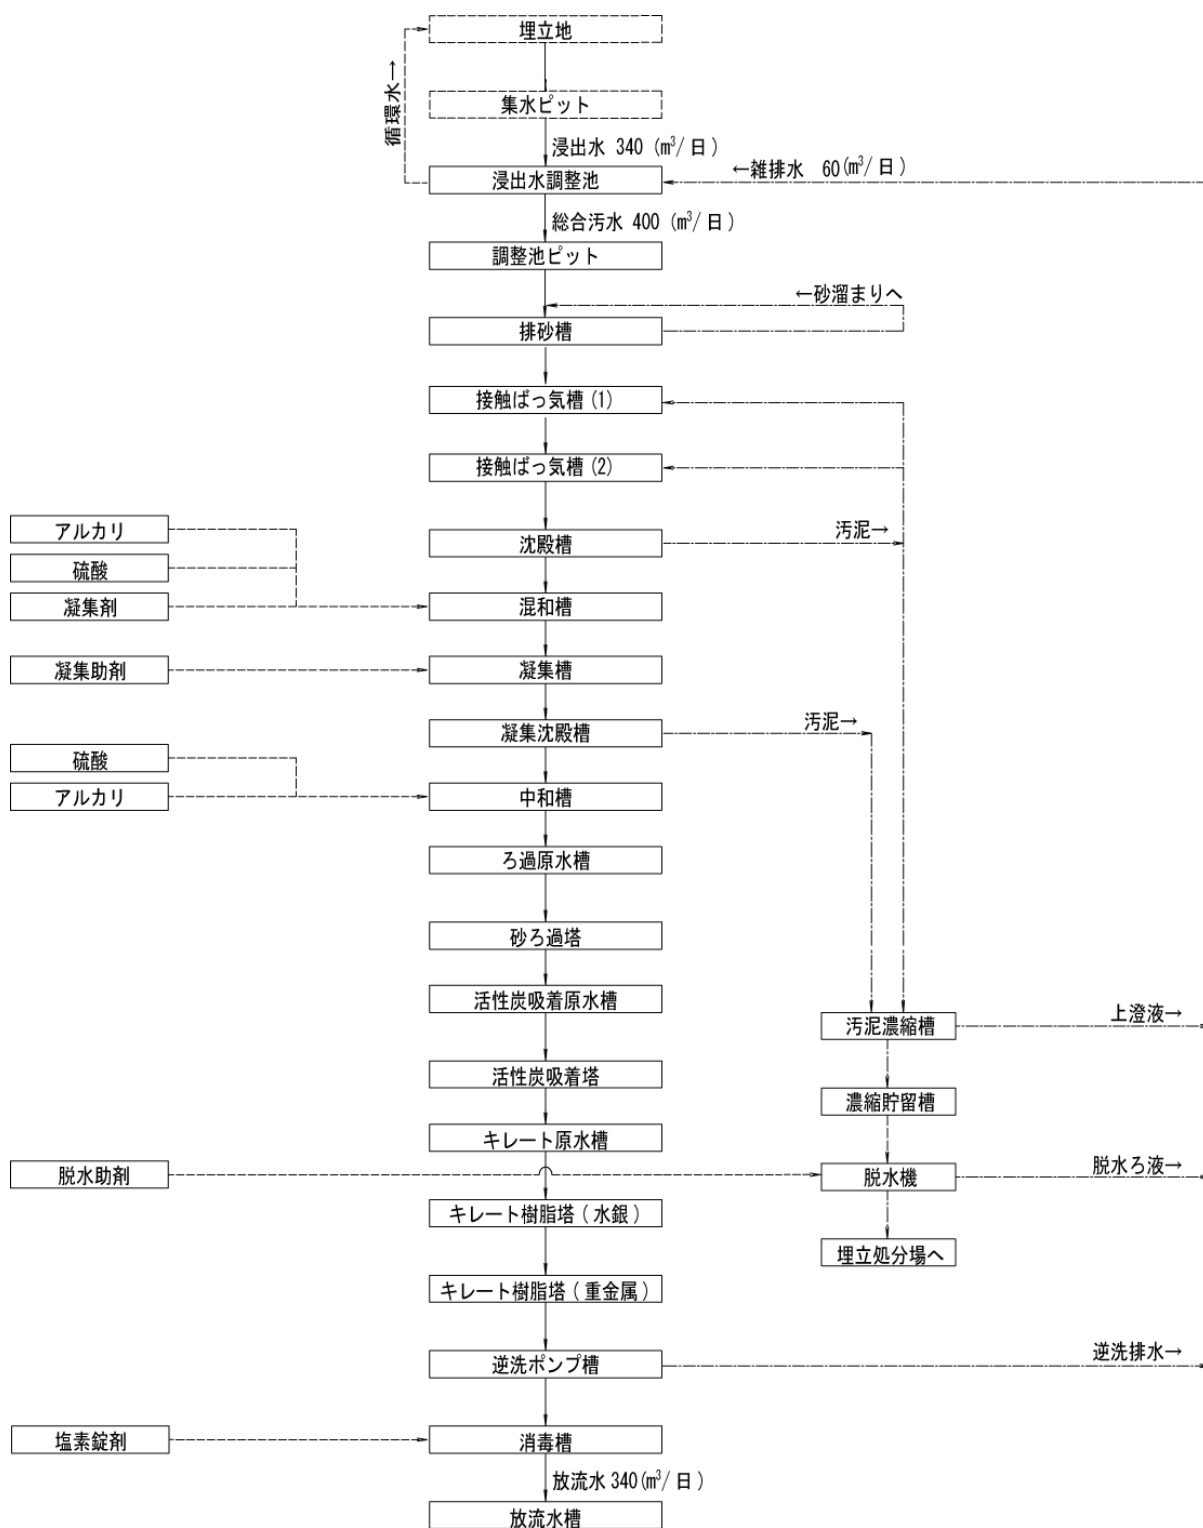 埋立地
循環水→
集水ピット
浸出水 340 (m³/日)
←雑排水 60(m³/日)
浸出水調整池
総合汚水 400 (m³/日)
調整池ピット
←砂溜まりへ
排砂槽
接触ばっ気槽(1)
接触ばっ気槽(2)
アルカリ
沈殿槽
汚泥→
硫酸
凝集剤
混和槽
凝集助剤
凝集槽
汚泥→
凝集沈殿槽
硫酸
アルカリ
中和槽
ろ過原水槽
砂ろ過塔
活性炭吸着原水槽
上澄液→
汚泥濃縮槽
活性炭吸着塔
濃縮貯留槽
キレート原水槽
脱水ろ液→
脱水助剤
脱水機
キレート樹脂塔(水銀)
埋立処分場へ
キレート樹脂塔(重金属)
逆洗排水→
逆洗ポンプ槽
塩素錠剤
消毒槽
放流水 340(m³/日)
放流水槽